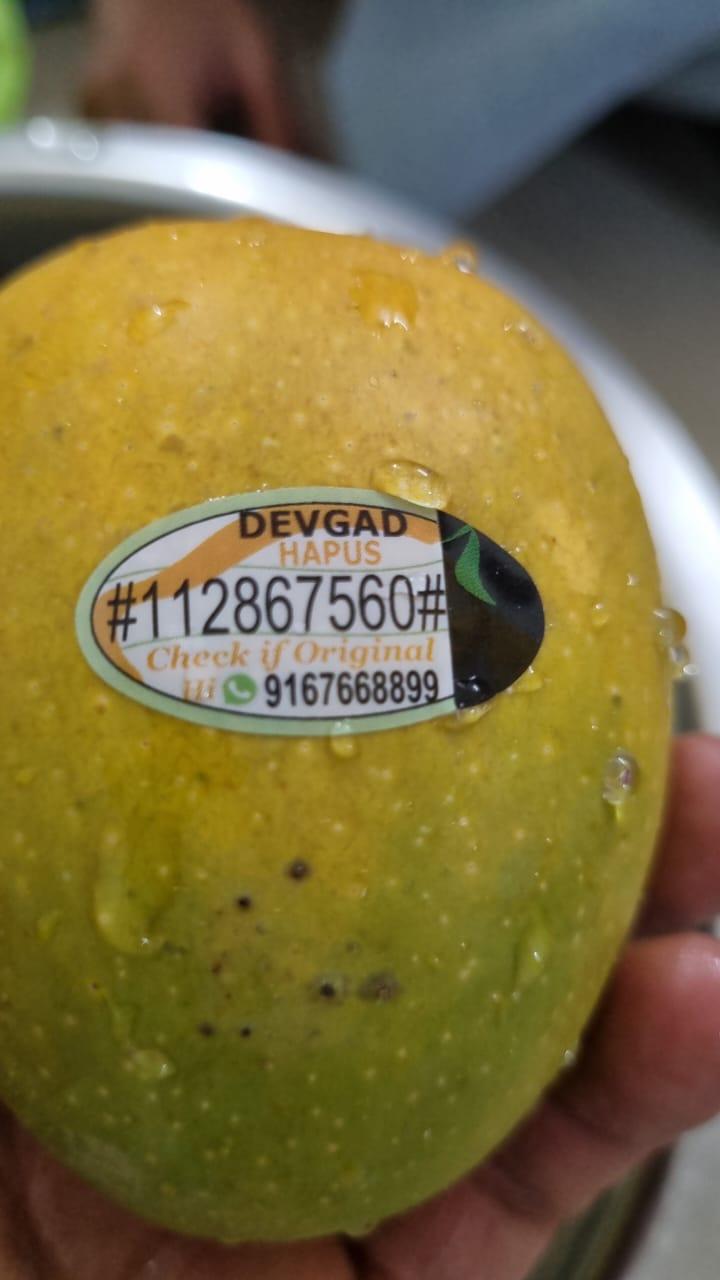 DEVGAD
HAPUS
#112867560#
Check if Original
Hi 9167668899